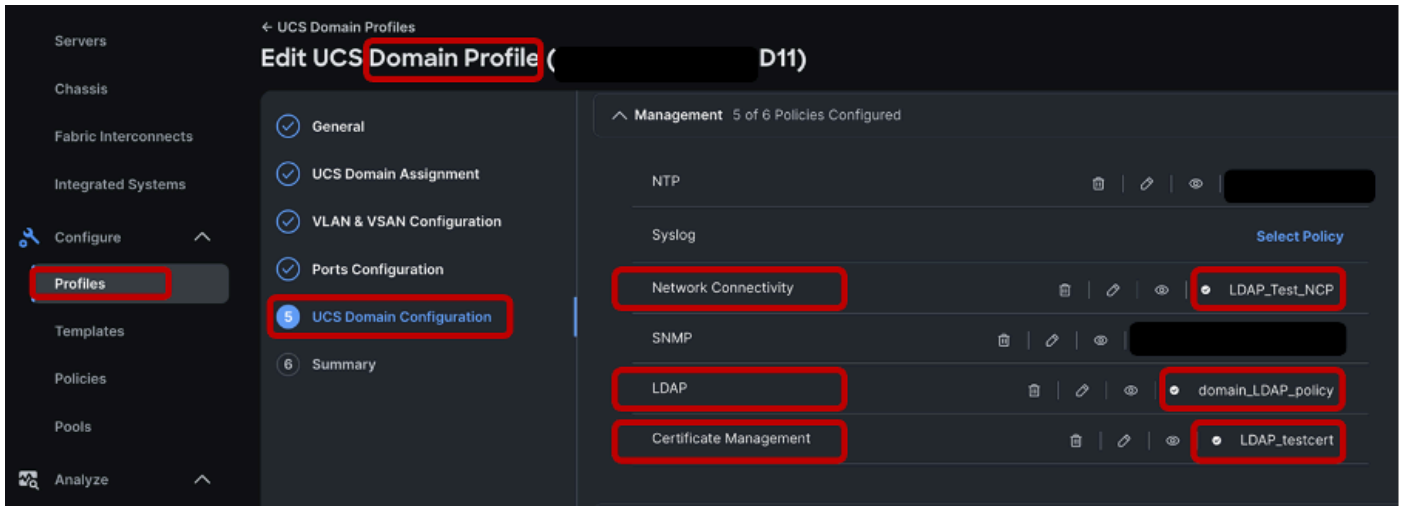 Servers
Chassis
Fabric Interconnects
Integrated Systems
Configure
Profiles
Templates
Policies
Pools
Analyze
← UCS Domain Profiles
Edit UCS Domain Profile ( D11)
General
UCS Domain Assignment
VLAN & VSAN Configuration
Ports Configuration
5 UCS Domain Configuration
6 Summary
Management 5 of 6 Policies Configured
NTP
Syslog Select Policy
Network Connectivity LDAP_Test_NCP
SNMP
LDAP domain_LDAP_policy
Certificate Management LDAP_testcert